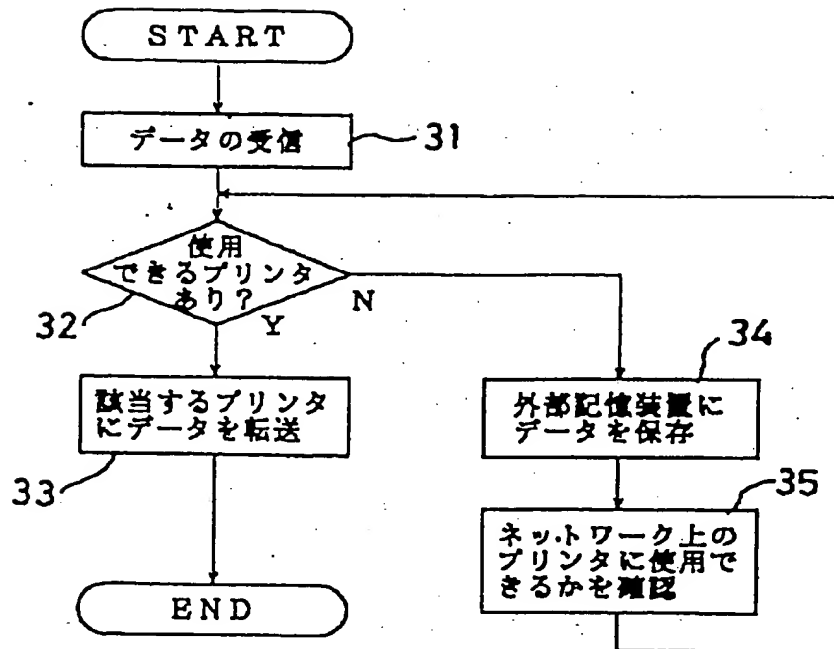 START
データの受信
31
使用
できるプリンタ
あり?
32
Y
N
該当するプリンタ
にデータを転送
33
34
外部記憶装置に
データを保存
35
ネットワーク上の
プリンタに使用で
きるかを確認
END